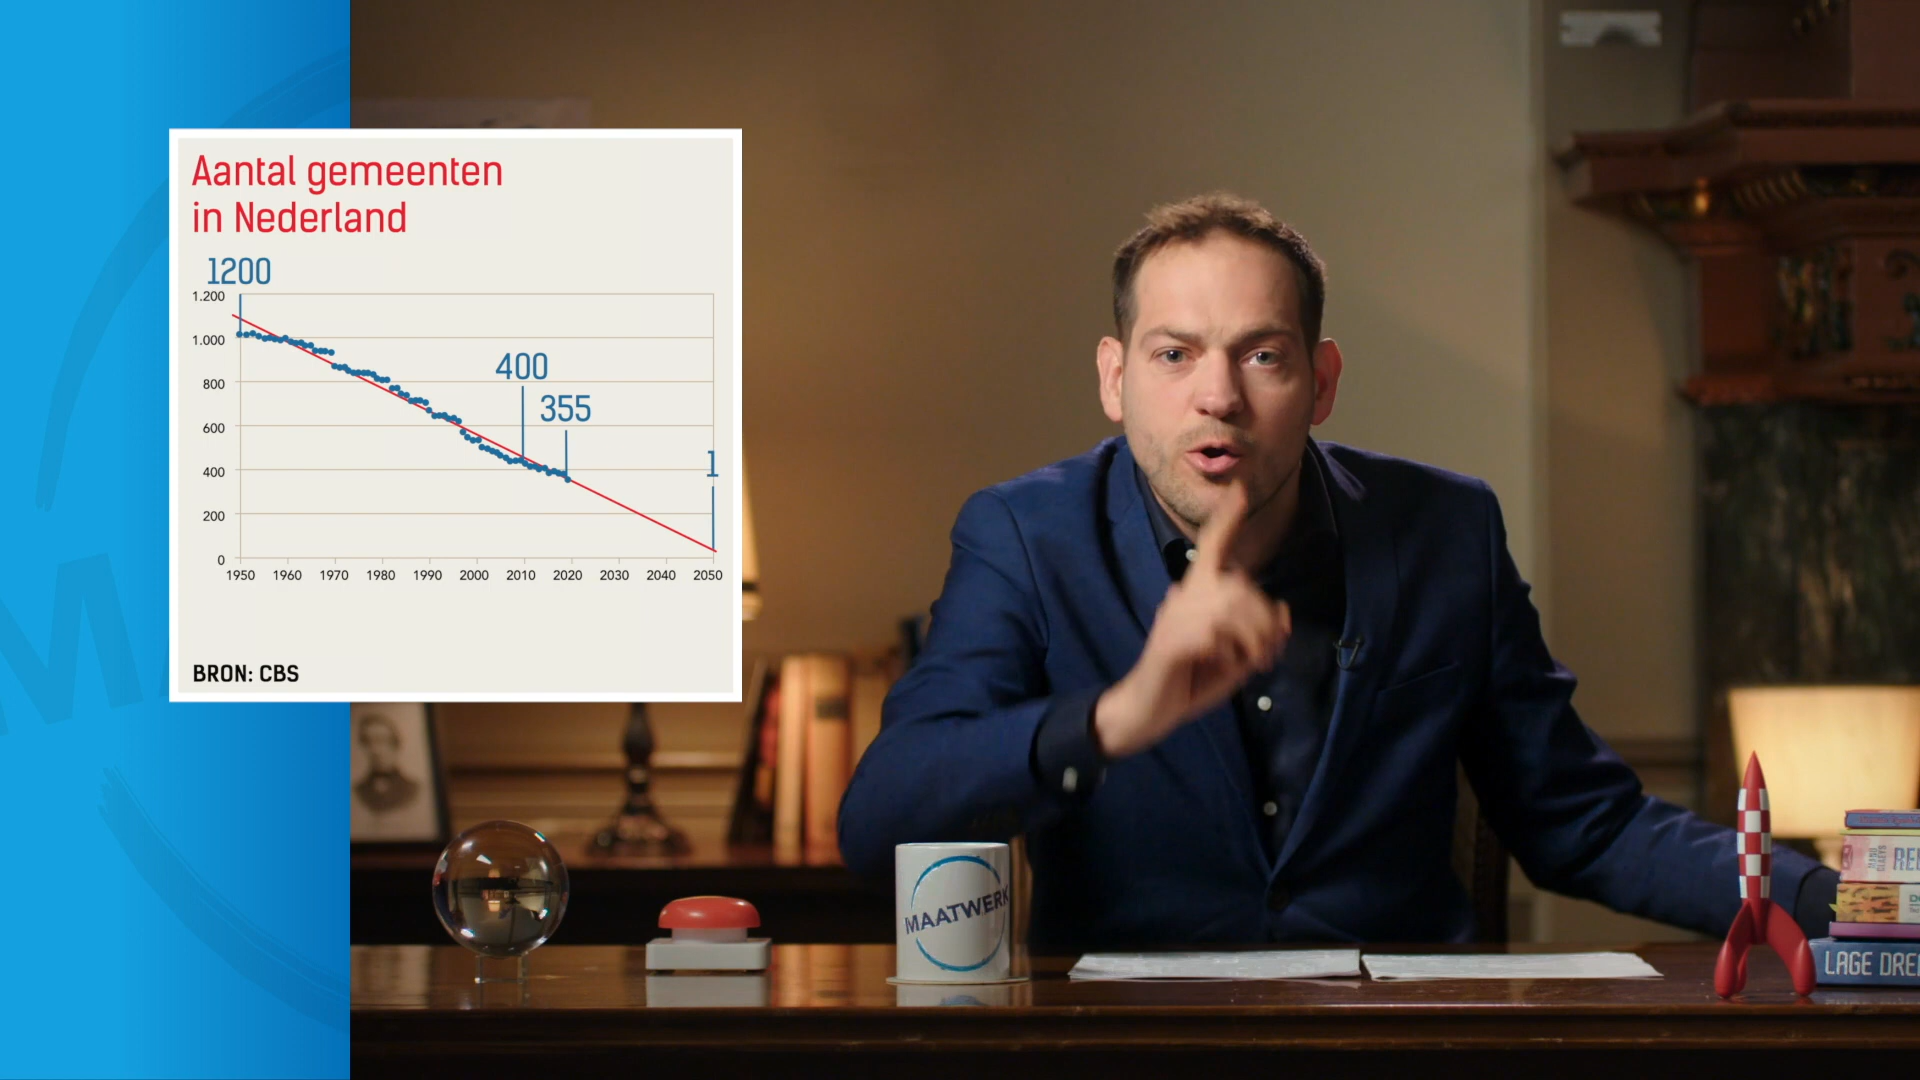 Aantal gemeenten
in Nederland
1200
1.200
1.000
800
600
400
200
0
400
355
1
1950 1960 1970 1980 1990 2000 2010 2020 2030 2040 2050
BRON: CBS
MAATWERK
LAGE DRE